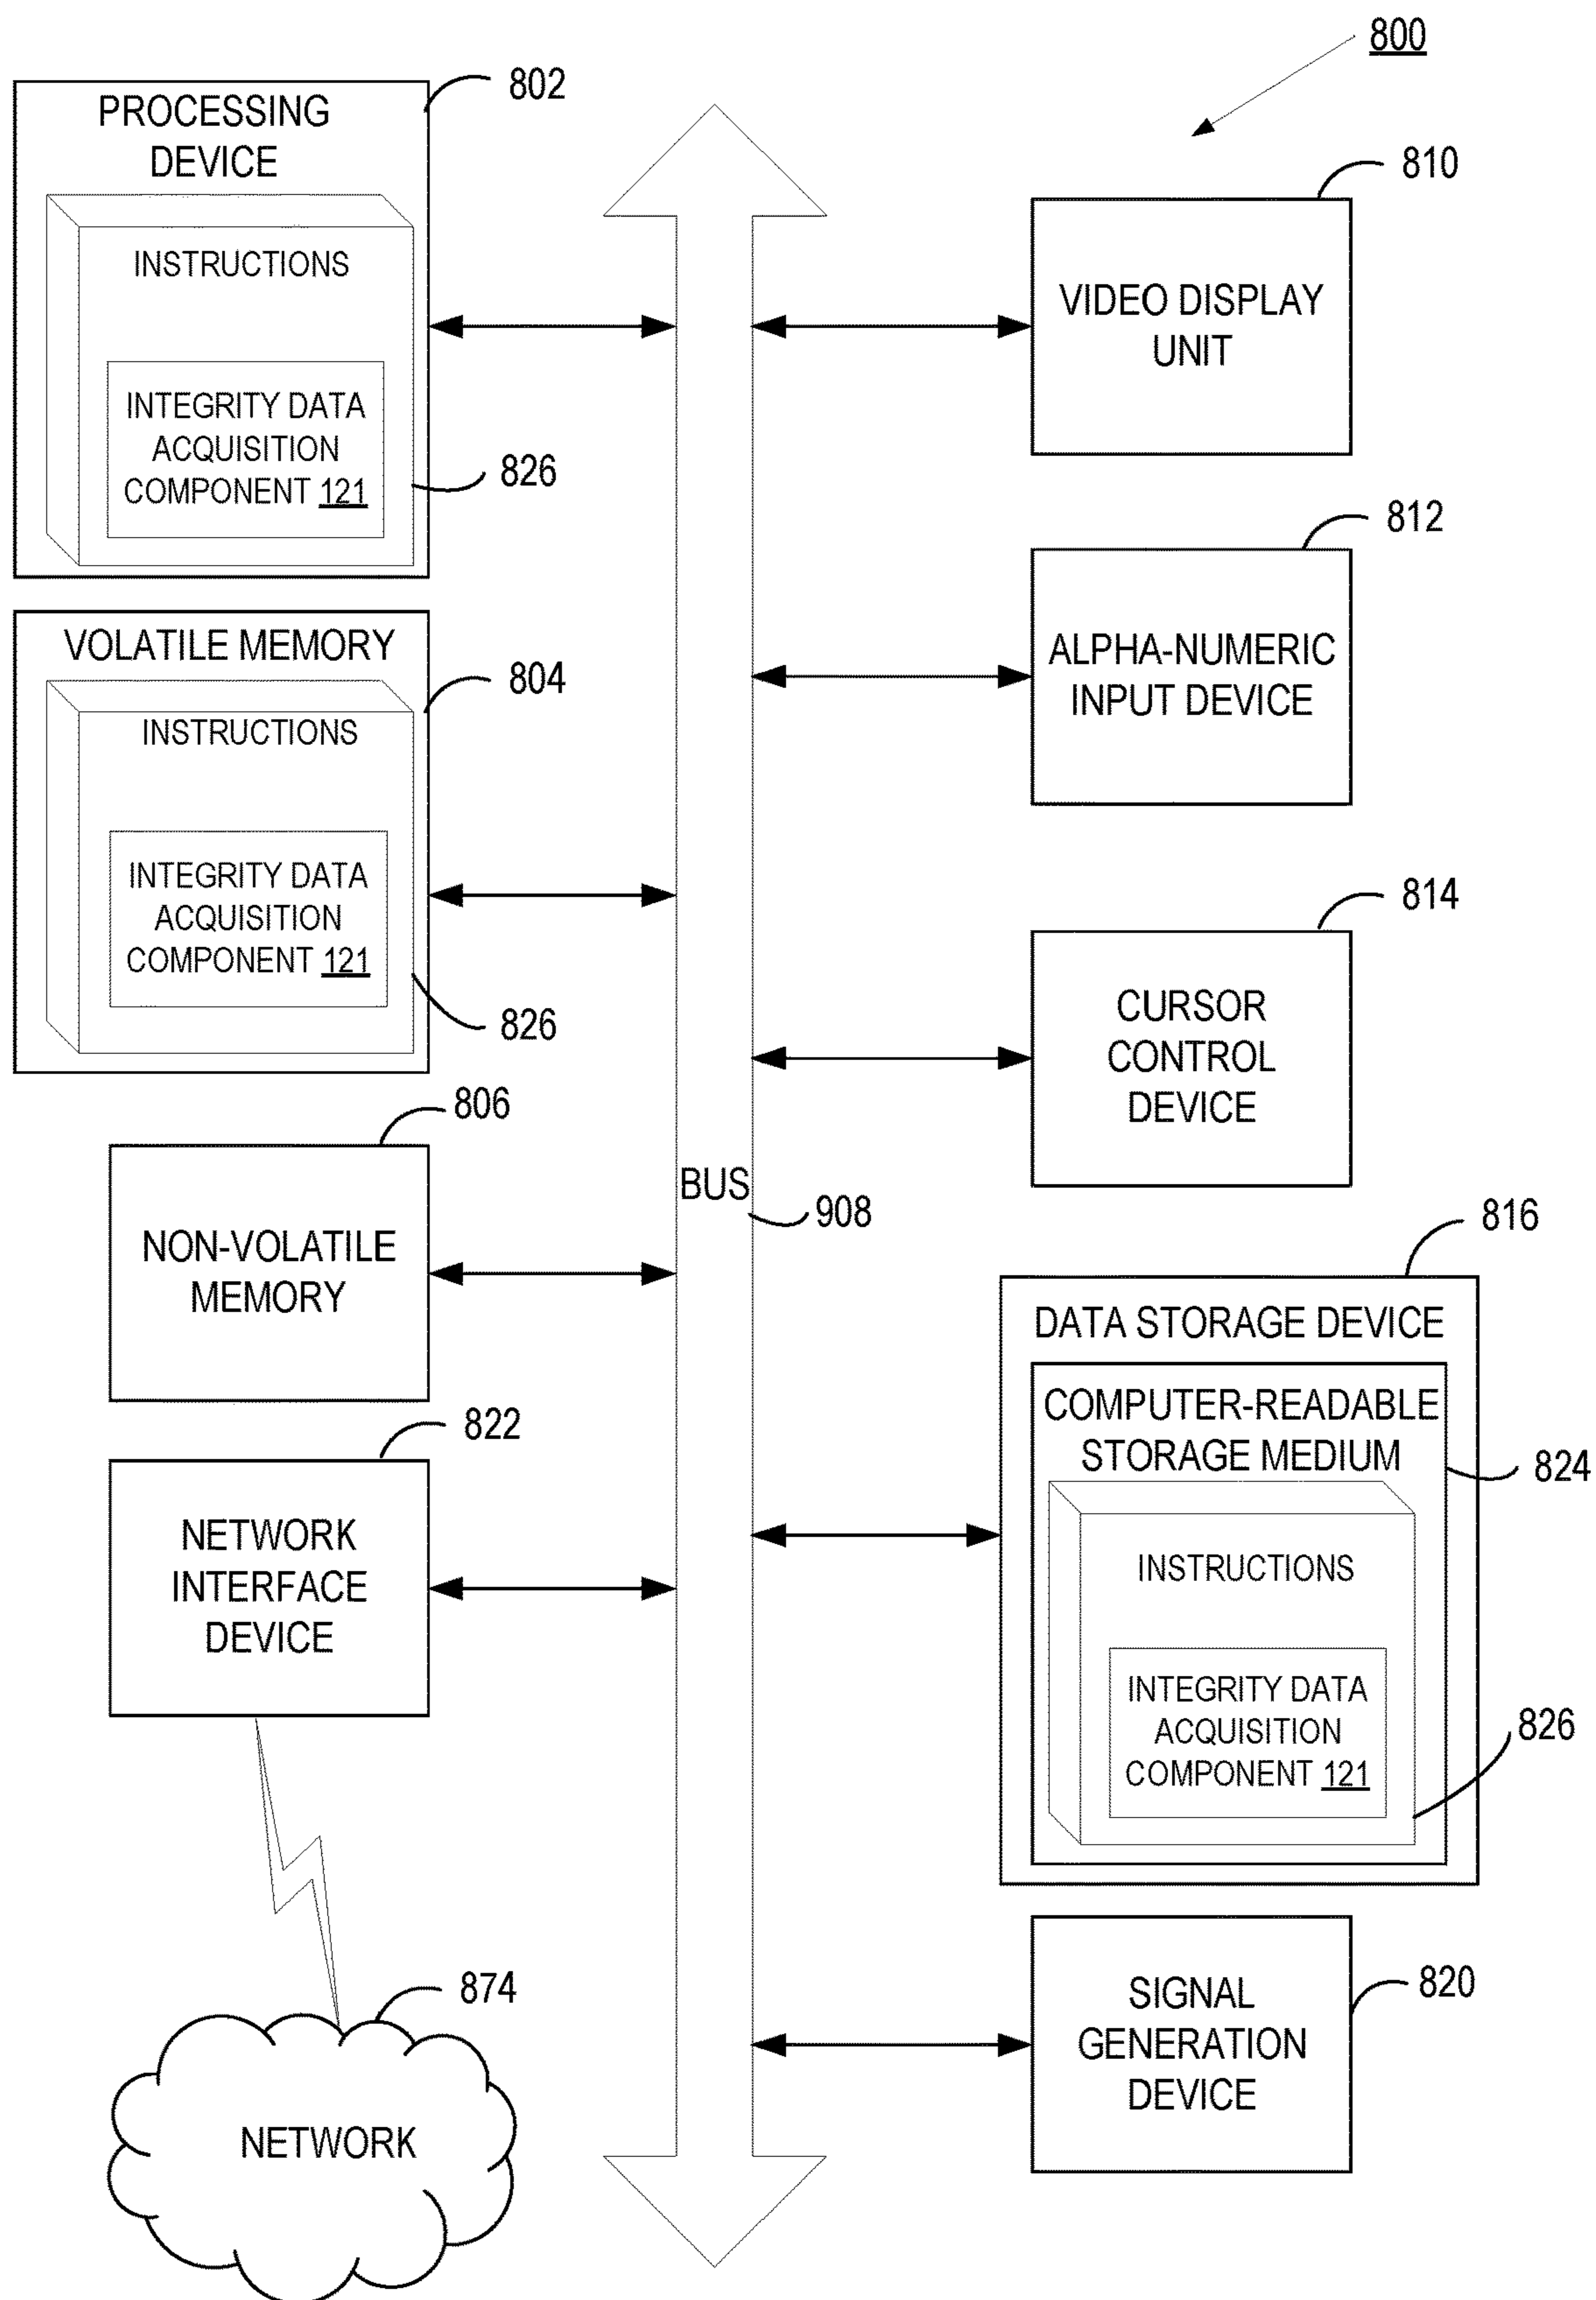 800
802
PROCESSING
DEVICE
INSTRUCTIONS
INTEGRITY DATA
ACQUISITION
COMPONENT 121
826
VOLATILE MEMORY
804
INSTRUCTIONS
INTEGRITY DATA
ACQUISITION
COMPONENT 121
826
806
NON-VOLATILE
MEMORY
822
NETWORK
INTERFACE
DEVICE
874
NETWORK
BUS
908
810
VIDEO DISPLAY
UNIT
812
ALPHA-NUMERIC
INPUT DEVICE
814
CURSOR
CONTROL
DEVICE
816
DATA STORAGE DEVICE
COMPUTER-READABLE
STORAGE MEDIUM
824
INSTRUCTIONS
INTEGRITY DATA
ACQUISITION
COMPONENT 121
826
820
SIGNAL
GENERATION
DEVICE